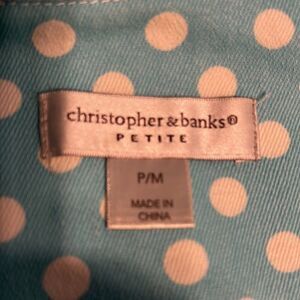 christopher & banks®
PETITE
P/M
MADE IN
CHINA